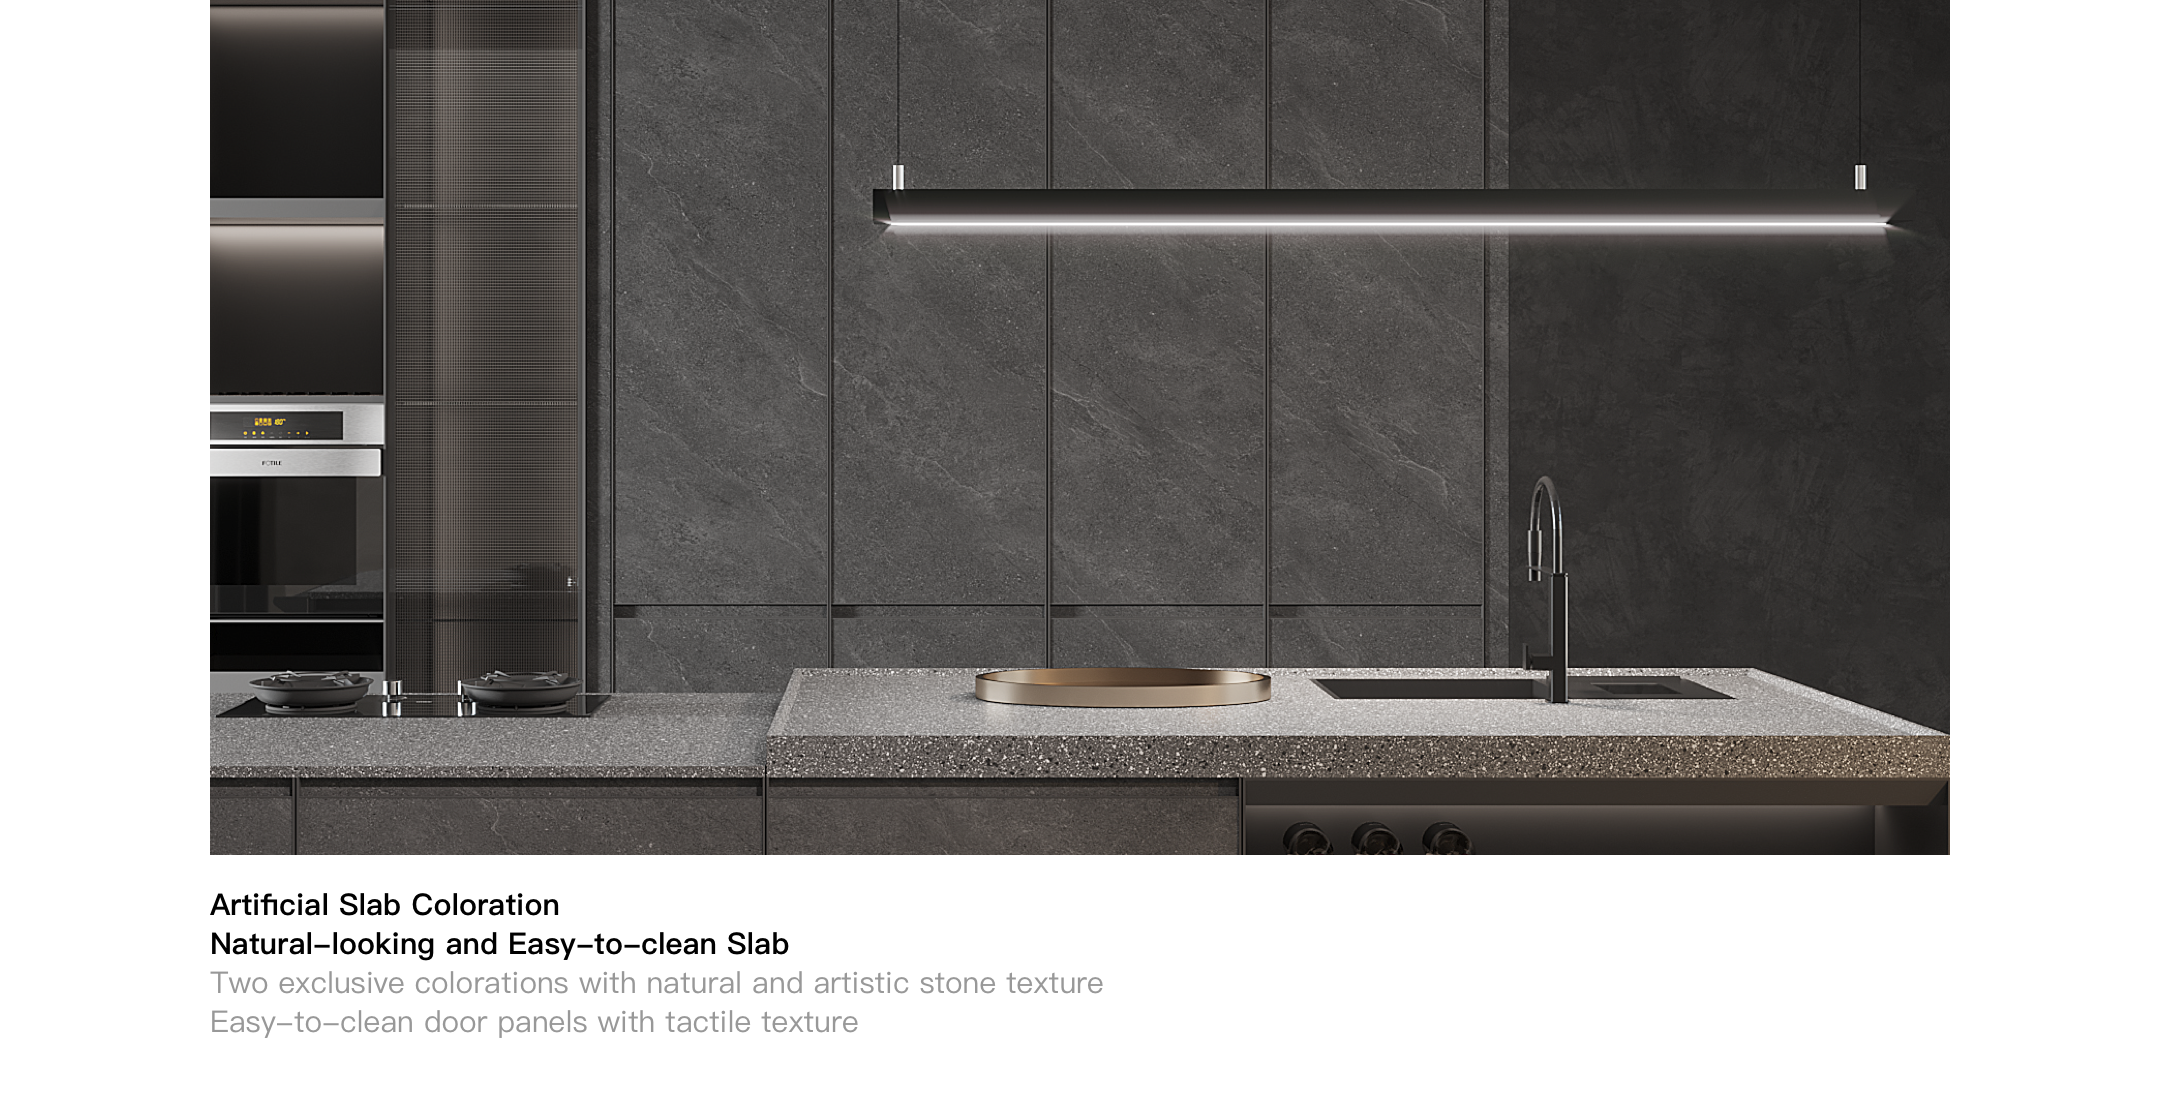 FOTILE
Artificial Slab Coloration
Natural–looking and Easy–to–clean Slab
Two exclusive colorations with natural and artistic stone texture
Easy–to–clean door panels with tactile texture